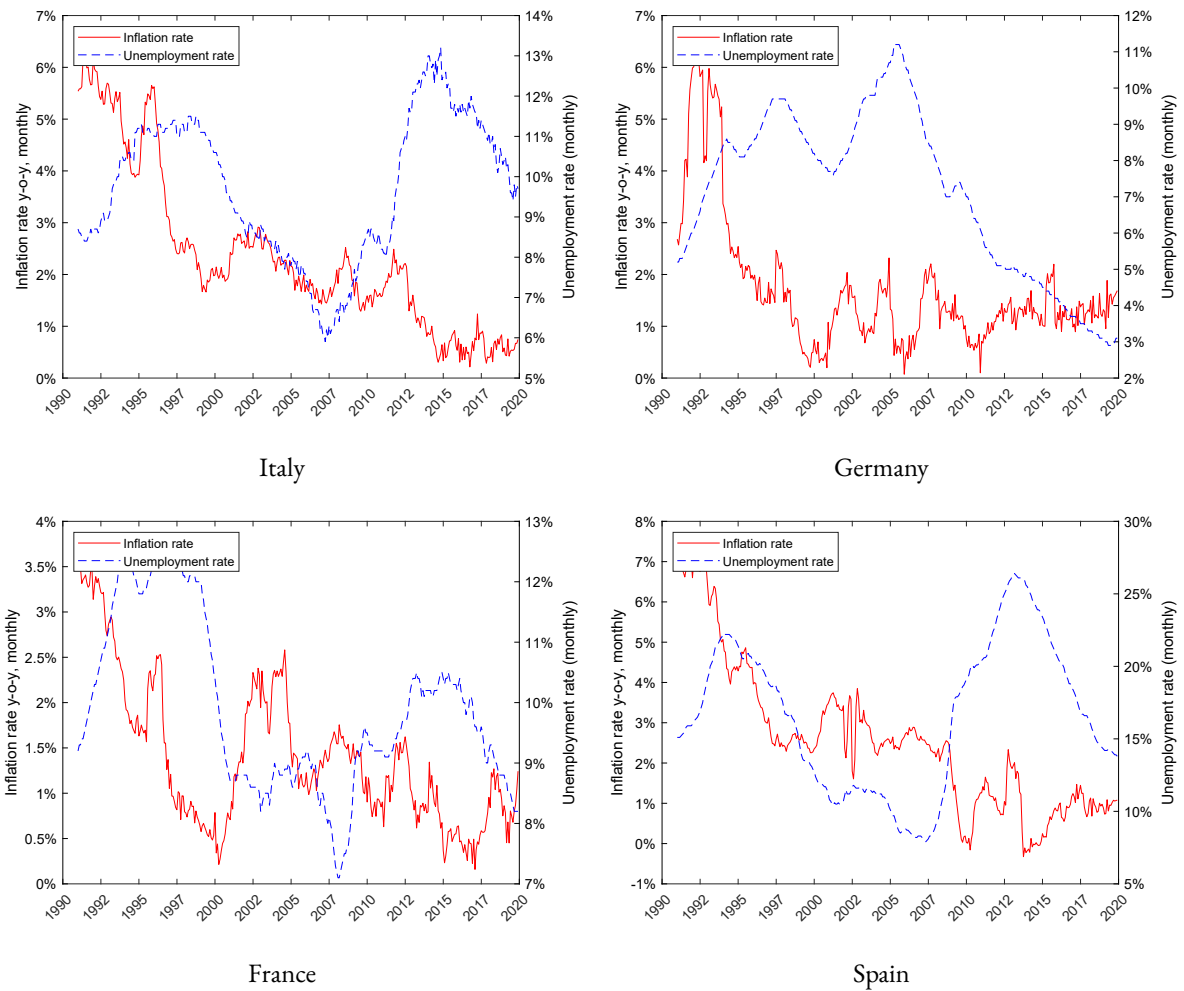 7%
6%
5%
4%
3%
2%
1%
0%
Inflation rate y-o-y, monthly
Inflation rate
Unemployment rate
14%
13%
12%
11%
10%
9%
8%
7%
6%
5%
Unemployment rate (monthly)
1990 1992 1995 1997 2000 2002 2005 2007 2010 2012 2015 2017 2020
Italy
7%
6%
5%
4%
3%
2%
1%
0%
Inflation rate y-o-y, monthly
Inflation rate
Unemployment rate
12%
11%
10%
9%
8%
7%
6%
5%
4%
3%
2%
Unemployment rate (monthly)
1990 1992 1995 1997 2000 2002 2005 2007 2010 2012 2015 2017 2020
Germany
4%
3.5%
3%
2.5%
2%
1.5%
1%
0.5%
0%
Inflation rate y-o-y, monthly
Inflation rate
Unemployment rate
13%
12%
11%
10%
9%
8%
7%
Unemployment rate (monthly)
1990 1992 1995 1997 2000 2002 2005 2007 2010 2012 2015 2017 2020
France
8%
7%
6%
5%
4%
3%
2%
1%
0%
-1%
Inflation rate y-o-y, monthly
Inflation rate
Unemployment rate
30%
25%
20%
15%
10%
5%
Unemployment rate (monthly)
1990 1992 1995 1997 2000 2002 2005 2007 2010 2012 2015 2017 2020
Spain